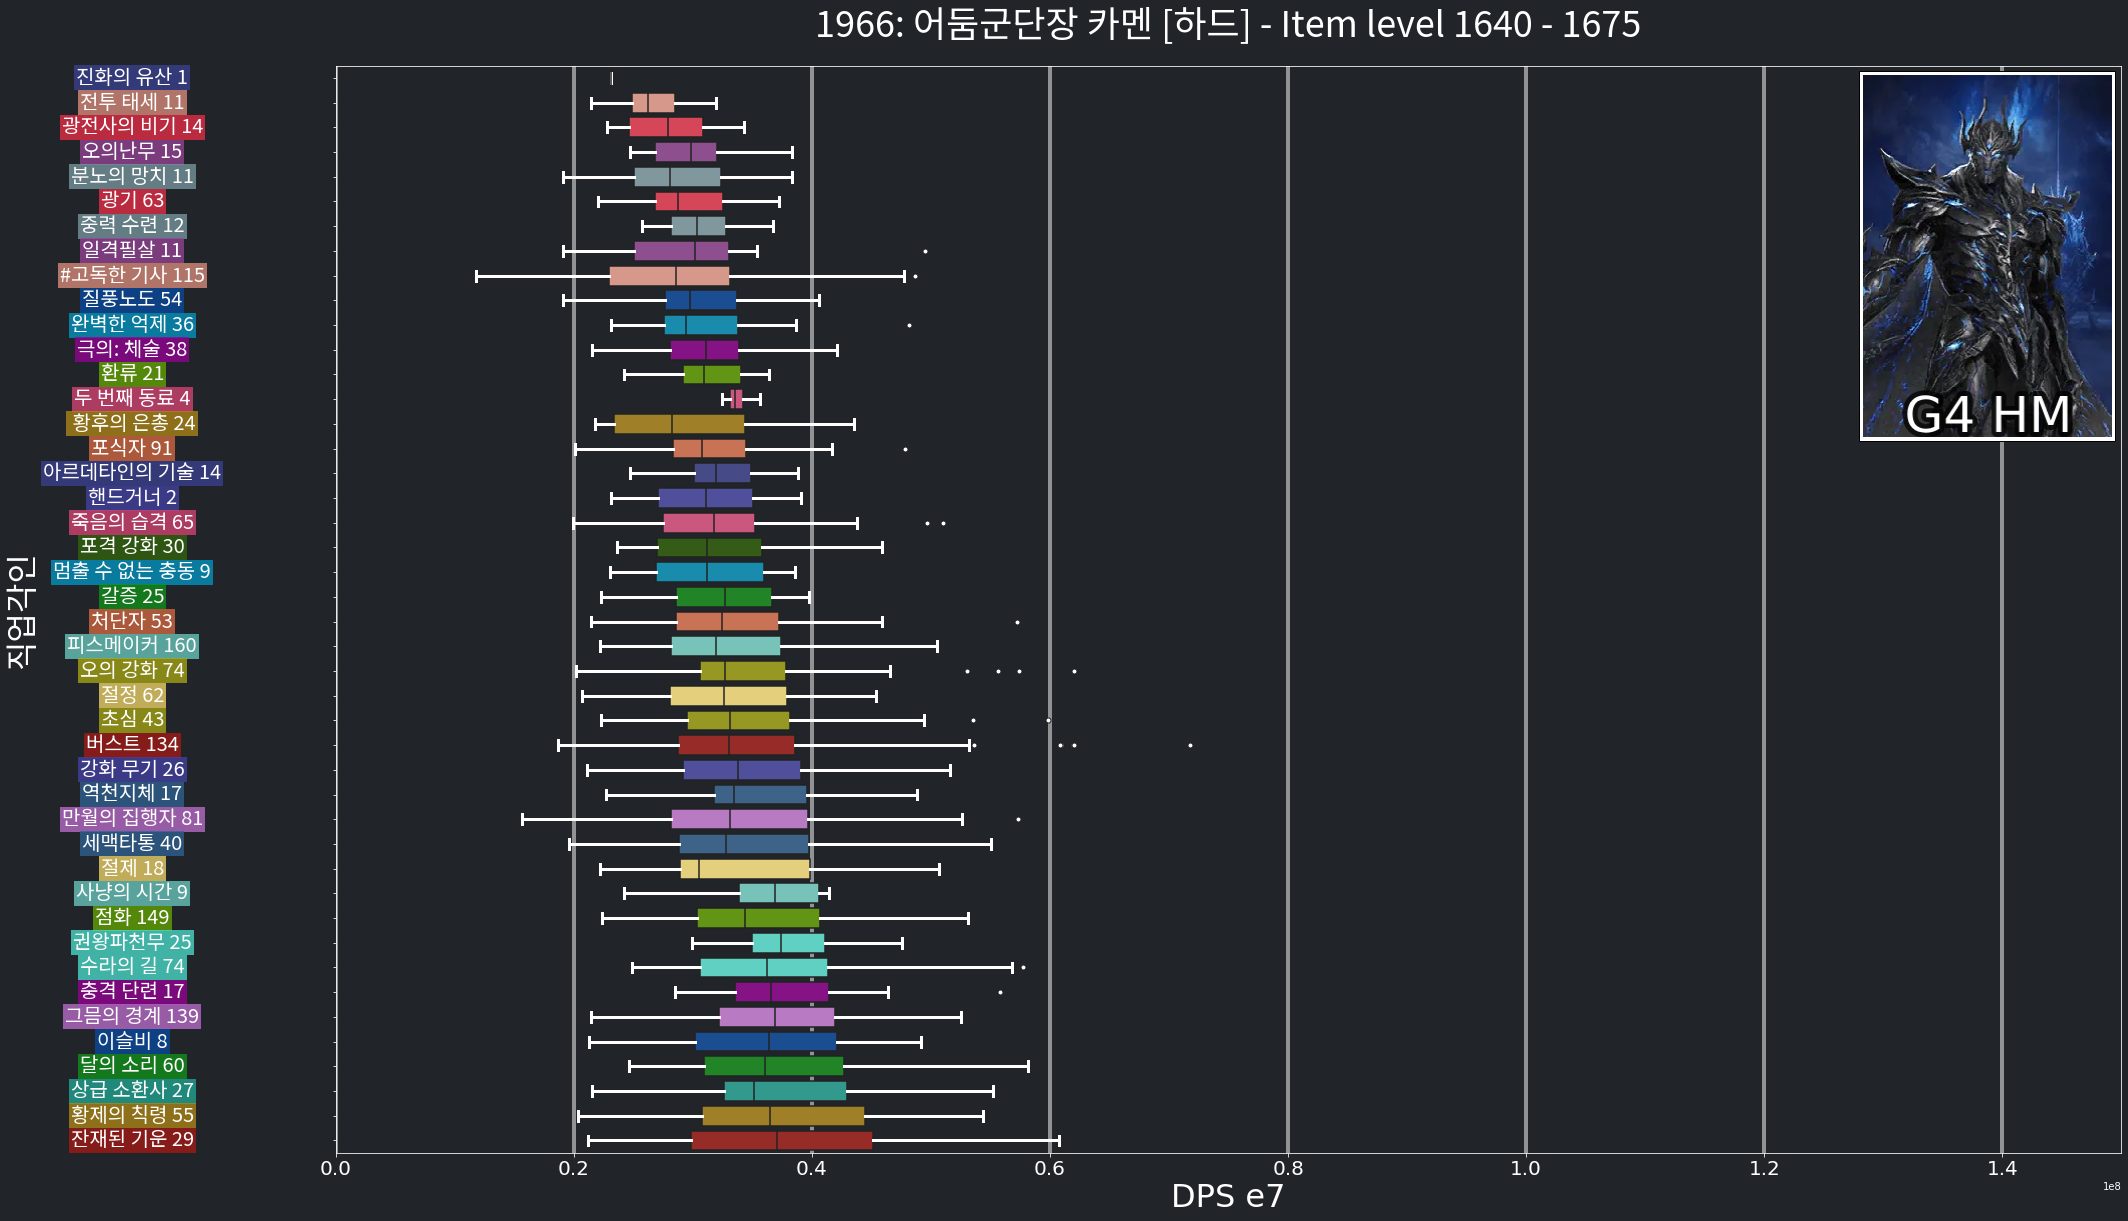 1966: 어둠군단장 카멘 [하드] - Item level 1640 - 1675
진화의 유산 1
전투 태세 11
광전사의 비기 14
오의난무 15
분노의 망치 11
광기 63
중력 수련 12
일격필살 11
#고독한 기사 115
질풍노도 54
완벽한 억제 36
극의: 체술 38
환류 21
두 번째 동료 4
황후의 은총 24
포식자 91
아르데타인의 기술 14
핸드거너 2
죽음의 습격 65
포격 강화 30
멈출 수 없는 충동 9
갈증 25
처단자 53
피스메이커 160
오의 강화 74
절정 62
초심 43
버스트 134
강화 무기 26
역천지체 17
만월의 집행자 81
세맥타통 40
절제 18
사냥의 시간 9
점화 149
권왕파천무 25
수라의 길 74
충격 단련 17
그믐의 경계 139
이슬비 8
달의 소리 60
상급 소환사 27
황제의 칙령 55
잔재된 기운 29
직업각인
G4 HM
0.0 0.2 0.4 0.6 0.8 1.0 1.2 1.4
1e8
DPS e7